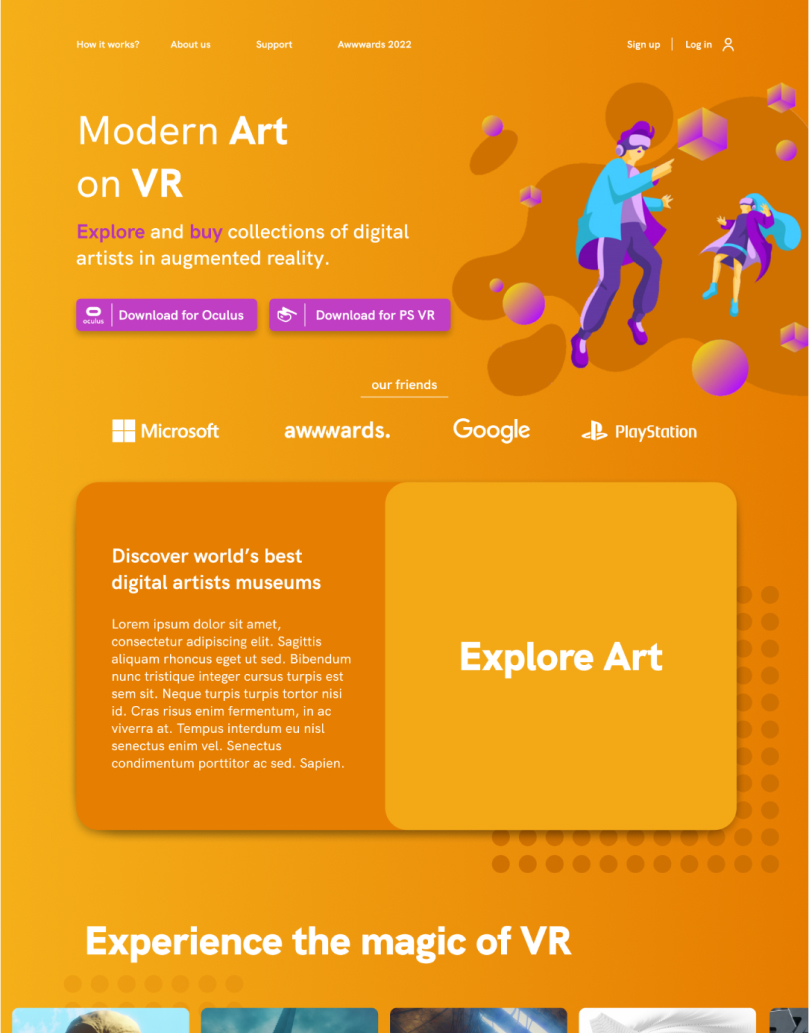 How it works? About us Support Awwwards 2022 Sign up Log in
Modern Art
on VR
Explore and buy collections of digital
artists in augmented reality.
oculus Download for Oculus Download for PS VR
our friends
Microsoft awwwards. Google PlayStation
Discover world's best
digital artists museums
Lorem ipsum dolor sit amet,
consectetur adipiscing elit. Sagittis
aliquam rhoncus eget ut sed. Bibendum
nunc tristique integer cursus turpis est
sem sit. Neque turpis turpis tortor nisi
id. Cras risus enim fermentum, in ac
viverra at. Tempus interdum eu nisl
senectus enim vel. Senectus
condimentum porttitor ac sed. Sapien.
Explore Art
Experience the magic of VR